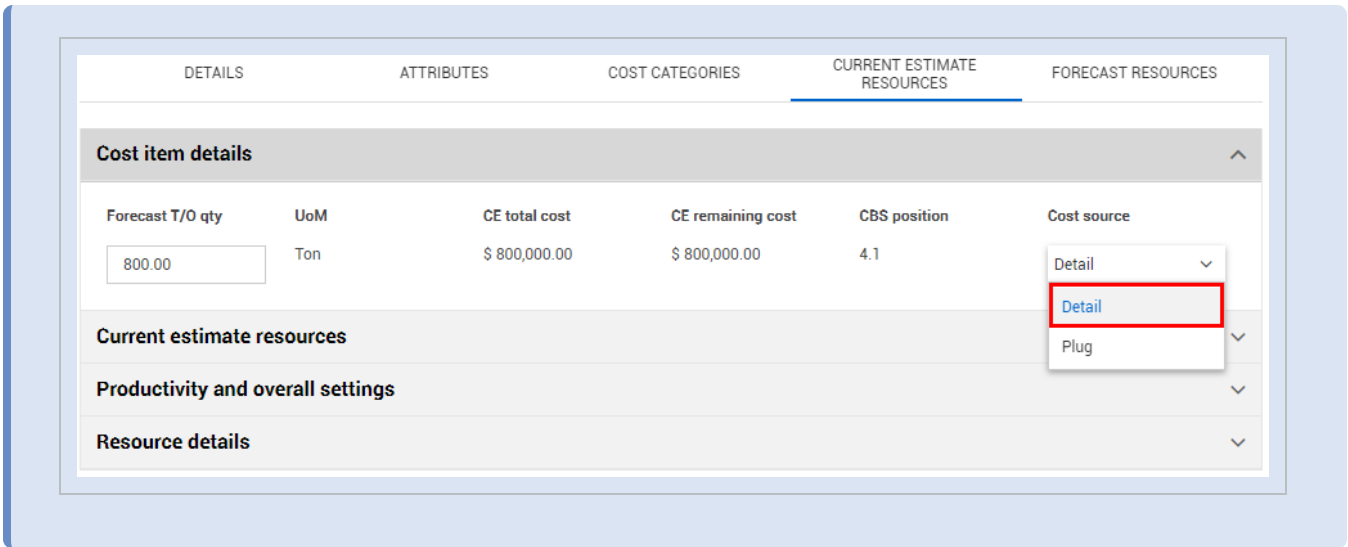 DETAILS
ATTRIBUTES
COST CATEGORIES
CURRENT ESTIMATE
RESOURCES
FORECAST RESOURCES
Cost item details
Forecast T/O qty
UoM
CE total cost
CE remaining cost
CBS position
Cost source
800.00
Ton
$ 800,000.00
$ 800,000.00
4.1
Detail
Detail
Plug
Current estimate resources
Productivity and overall settings
Resource details